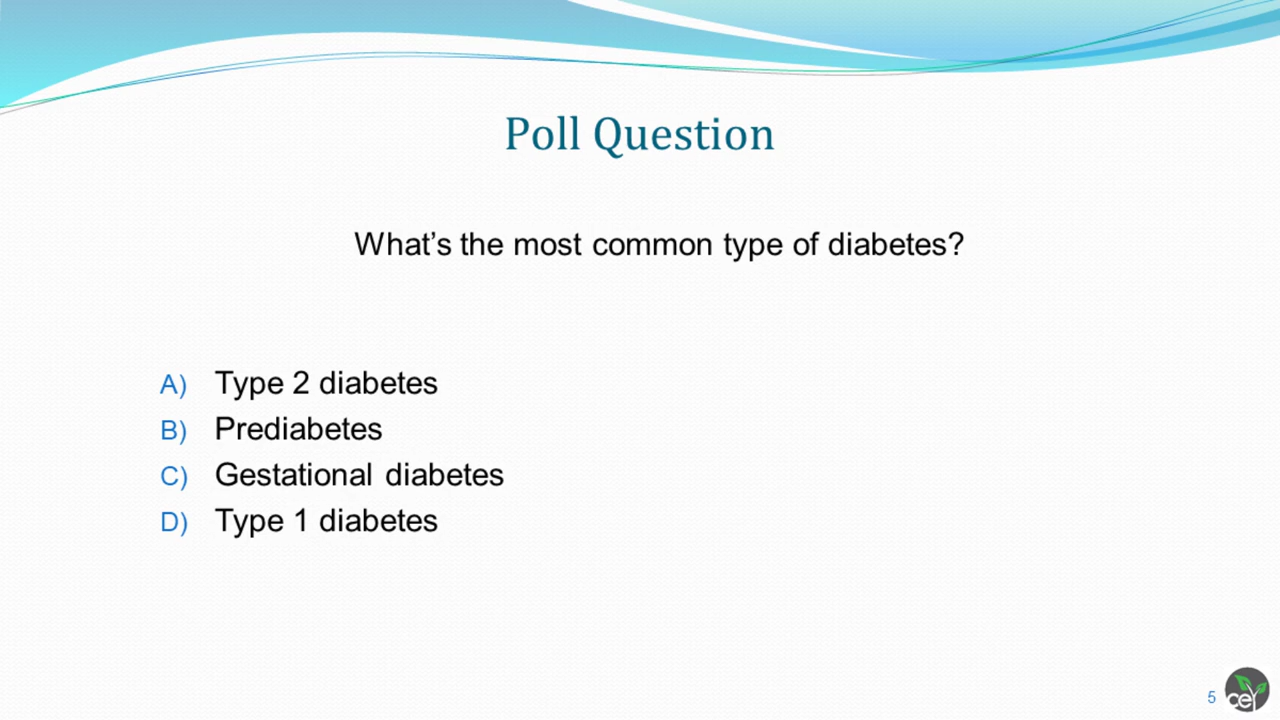 Poll Question
What’s the most common type of diabetes?
A) Type 2 diabetes
B) Prediabetes
C) Gestational diabetes
D) Type 1 diabetes
5
cei